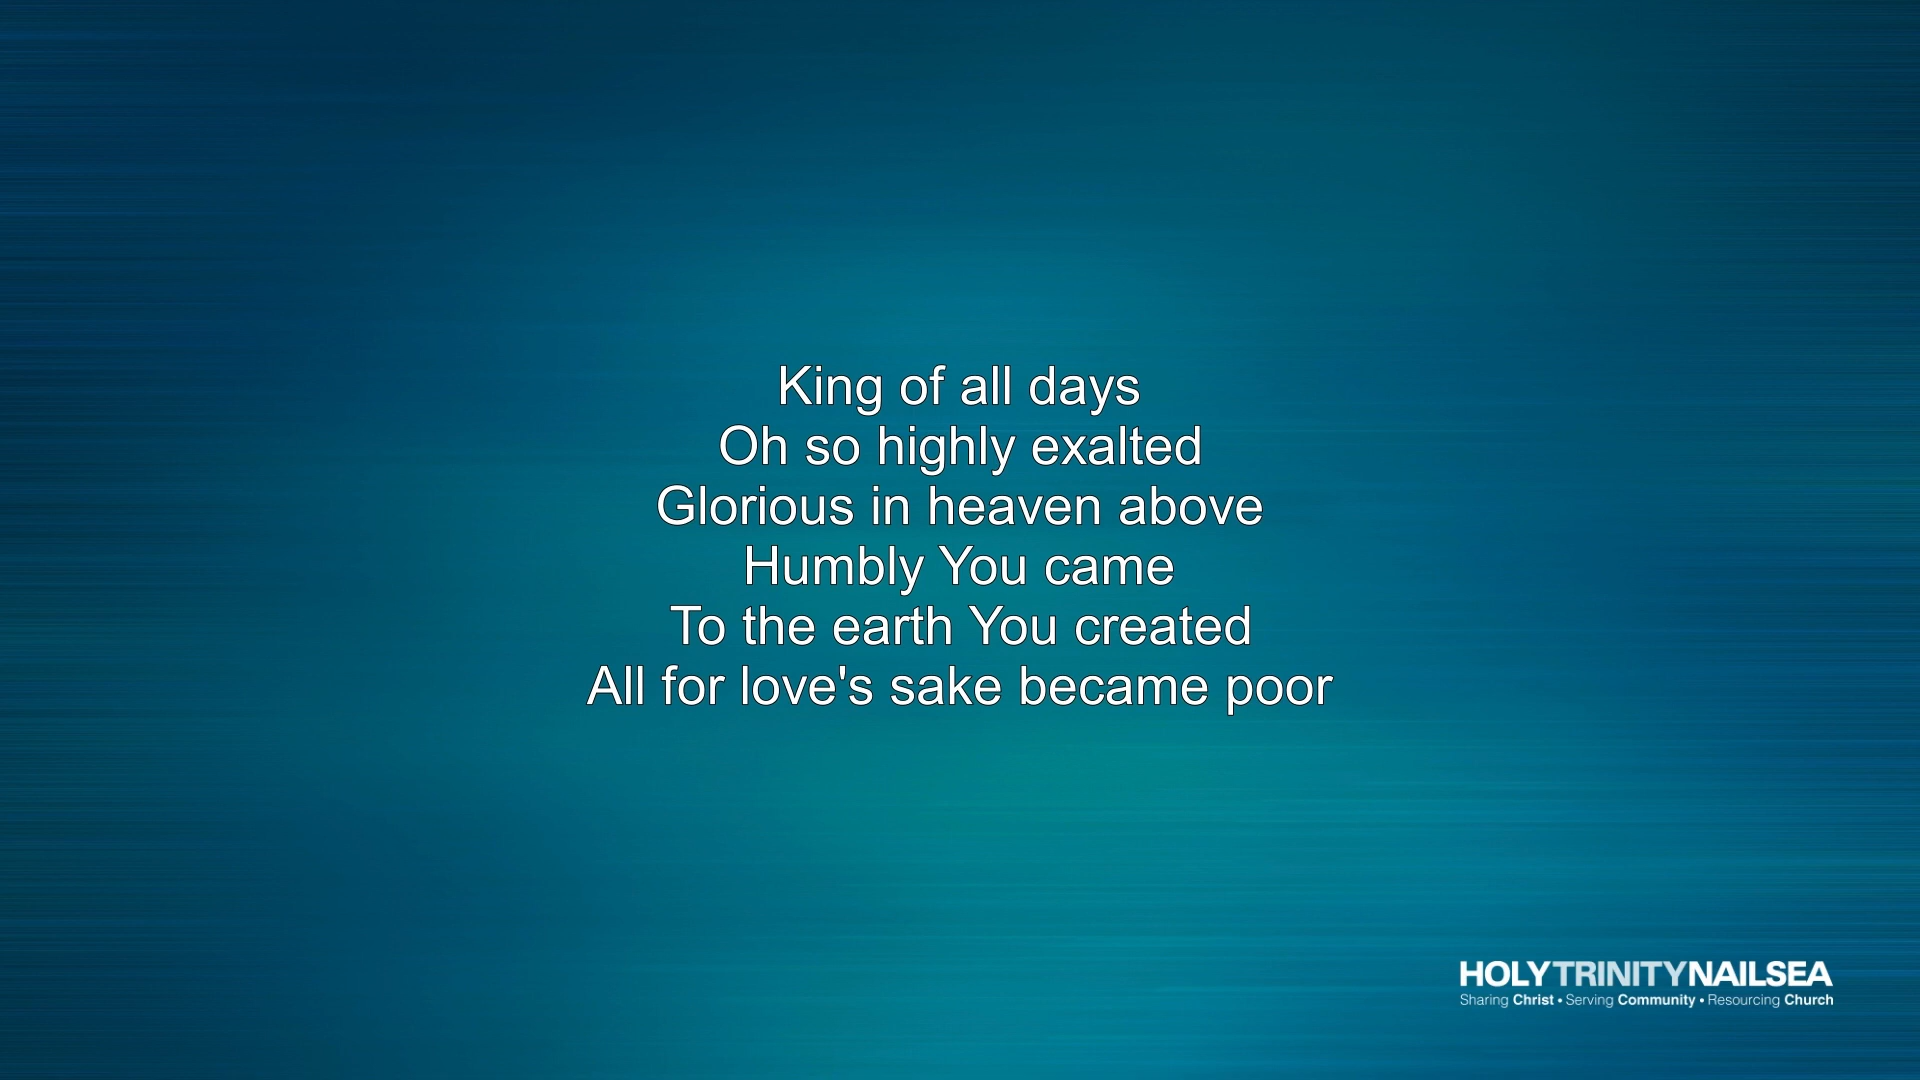 King of all days
Oh so highly exalted
Glorious in heaven above
Humbly You came
To the earth You created
All for love's sake became poor
HOLYTRINITYNAILSEA
Sharing Christ • Serving Community • Resourcing Church